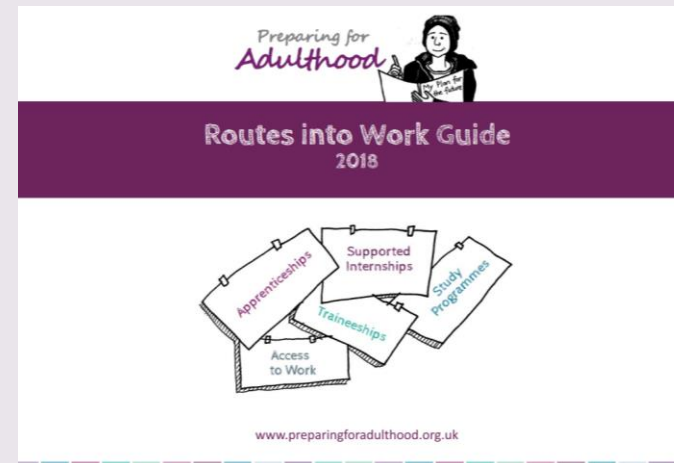 Preparing for
Adulthood
My Plan for
the future
Routes into Work Guide
2018
Apprenticeships
Supported
Internships
Study
Programmes
Traineeships
Access
to Work
www.preparingforadulthood.org.uk